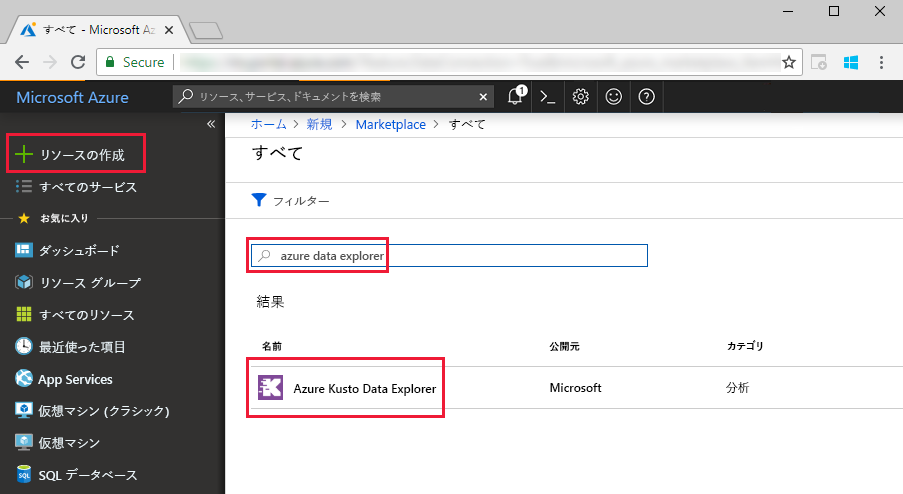 すべて - Microsoft Az
Secure
Microsoft Azure
リソース、サービス、ドキュメントを検索
1
ホーム > 新規 > Marketplace > すべて
すべて
リソースの作成
すべてのサービス
お気に入り
ダッシュボード
リソース グループ
すべてのリソース
最近使った項目
App Services
仮想マシン (クラシック)
仮想マシン
SQL データベース
フィルター
azure data explorer
結果
名前 公開元 カテゴリ
Azure Kusto Data Explorer Microsoft 分析